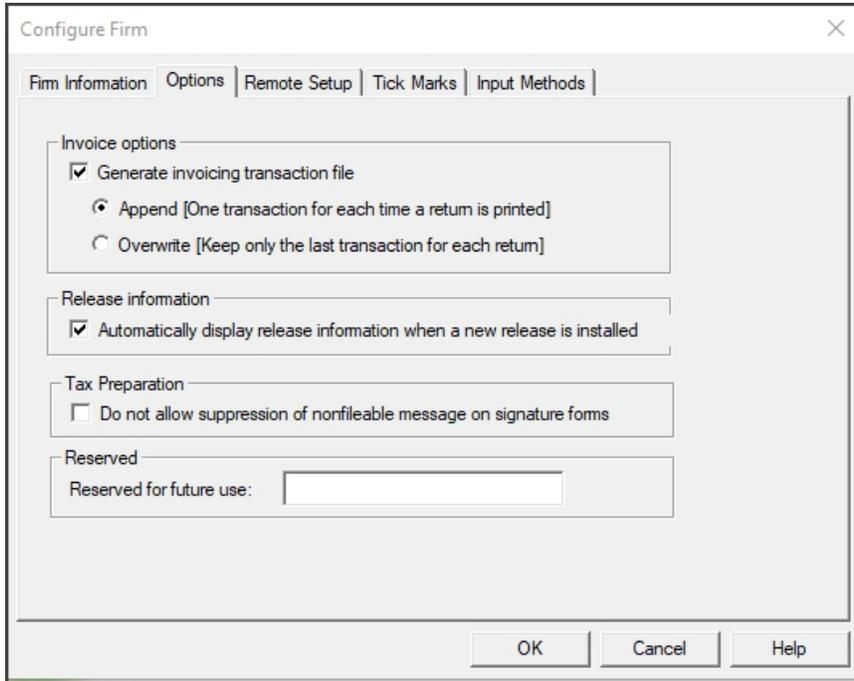 Configure Firm
Firm Information Options Remote Setup Tick Marks Input Methods
Invoice options
Generate invoicing transaction file
Append [One transaction for each time a return is printed]
Overwrite [Keep only the last transaction for each return]
Release information
Automatically display release information when a new release is installed
Tax Preparation
Do not allow suppression of nonfileable message on signature forms
Reserved
Reserved for future use:
OK Cancel Help